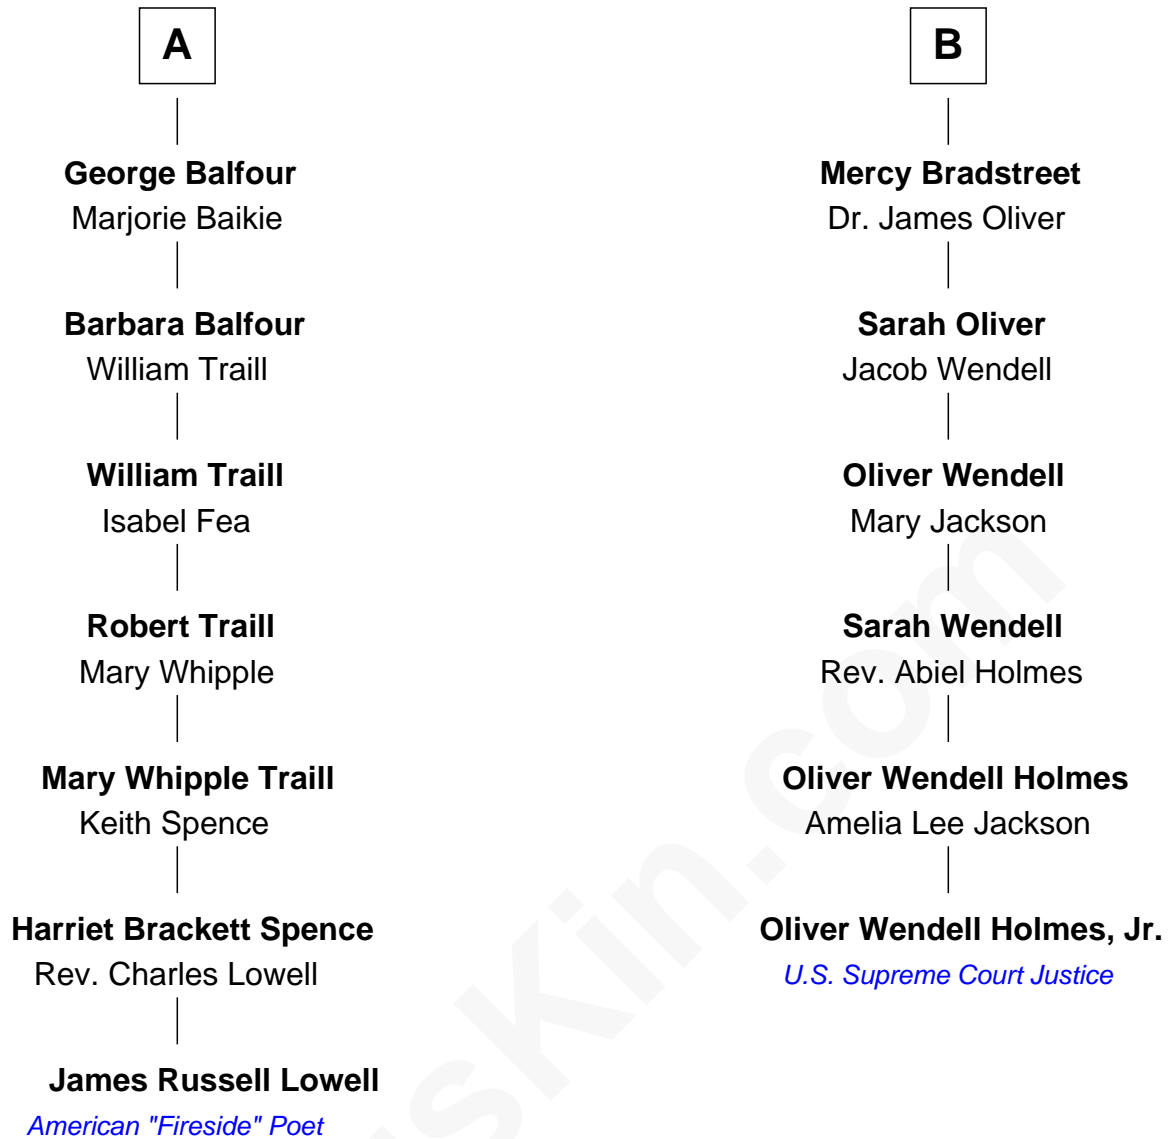 A
George Balfour
Marjorie Baikie
Barbara Balfour
William Traill
William Traill
Isabel Fea
Robert Traill
Mary Whipple
Mary Whipple Traill
Keith Spence
Harriet Brackett Spence
Rev. Charles Lowell
James Russell Lowell
American "Fireside" Poet
B
Mercy Bradstreet
Dr. James Oliver
Sarah Oliver
Jacob Wendell
Oliver Wendell
Mary Jackson
Sarah Wendell
Rev. Abiel Holmes
Oliver Wendell Holmes
Amelia Lee Jackson
Oliver Wendell Holmes, Jr.
U.S. Supreme Court Justice
usKin.com